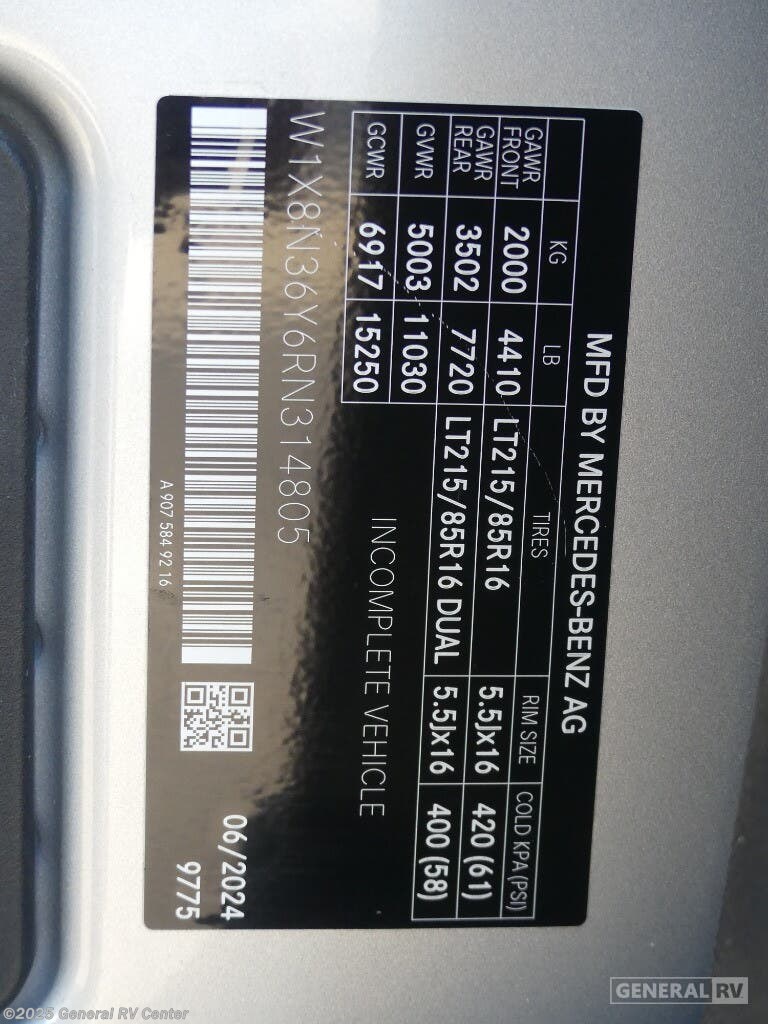 MFD BY MERCEDES-BENZ AG
KG LB TIRES RIM SIZE COLD KPA (PSI)
GAWR FRONT 2000 4410 LT215/85R16 5.5Jx16 420 (61)
GAWR REAR 3502 7720 LT215/85R16 DUAL 5.5Jx16 400 (58)
GVWR 5003 11030
GCWR 6917 15250
INCOMPLETE VEHICLE
W1X8N36Y6RN314805
06/2024
9775
A 907 584 92 16
©2025 General RV Center
GENERAL RV